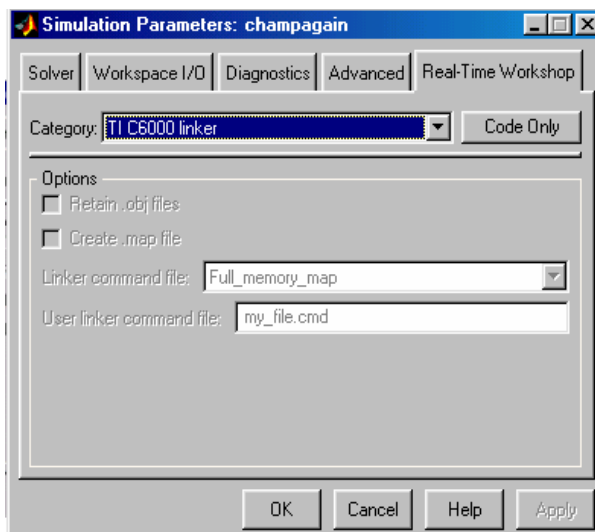 Simulation Parameters: champagain
Solver Workspace I/O Diagnostics Advanced Real-Time Workshop
Category: TI C6000 linker Code Only
Options
Retain .obj files
Create .map file
Linker command file: Full_memory_map
User linker command file: my_file.cmd
OK Cancel Help Apply